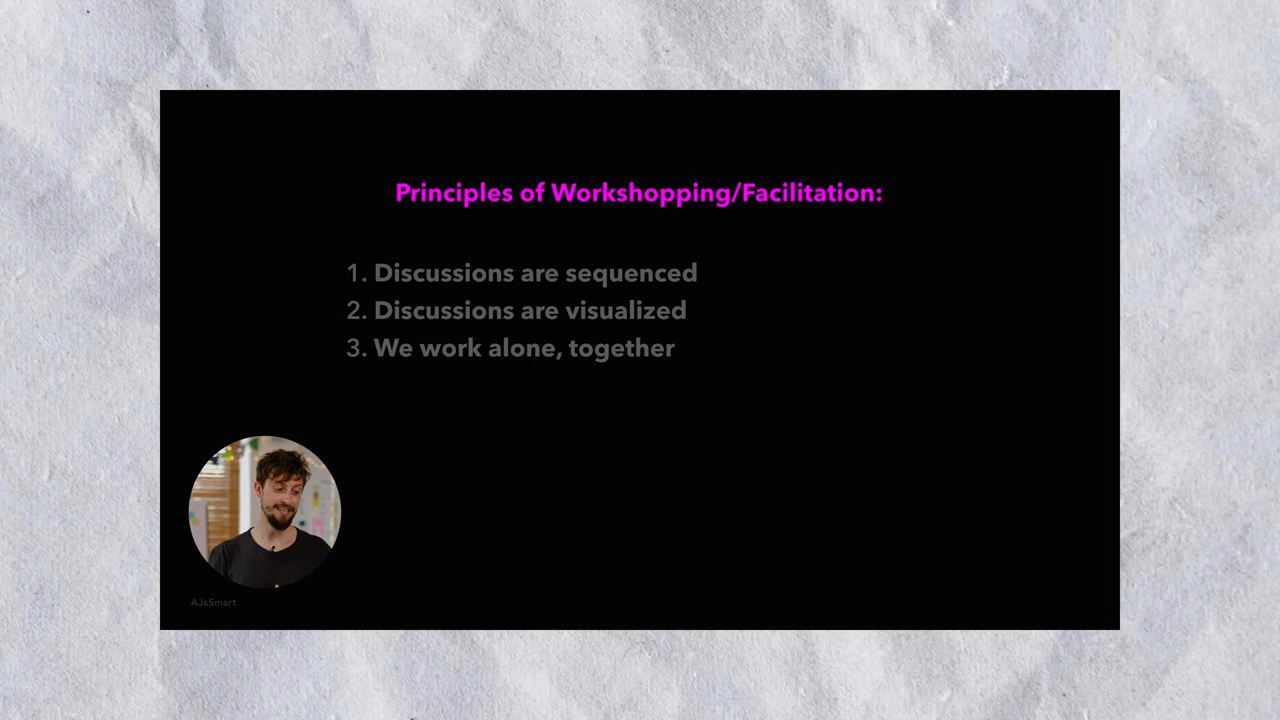 Principles of Workshopping/Facilitation:
1. Discussions are sequenced
2. Discussions are visualized
3. We work alone, together
AJ&Smart